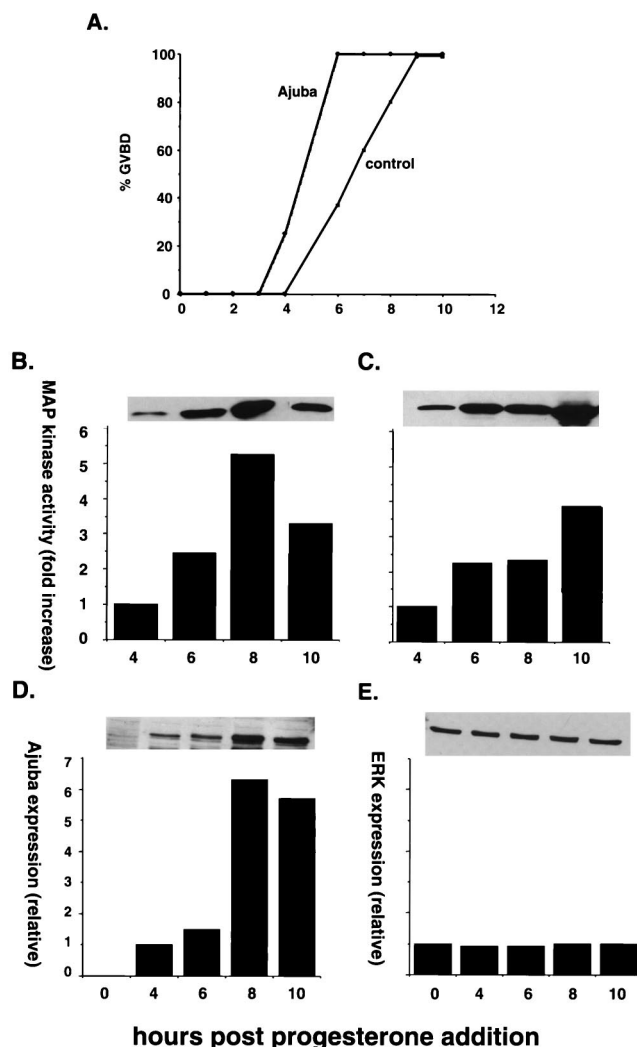 A.
100
80
60
40
20
0
% GVBD
Ajuba
control
0 2 4 6 8 10 12
B.
MAP kinase activity (fold increase)
6
5
4
3
2
1
0
4 6 8 10
C.
4 6 8 10
D.
Ajuba expression (relative)
7
6
5
4
3
2
1
0
0 4 6 8 10
E.
ERK expression (relative)
0 4 6 8 10
hours post progesterone addition